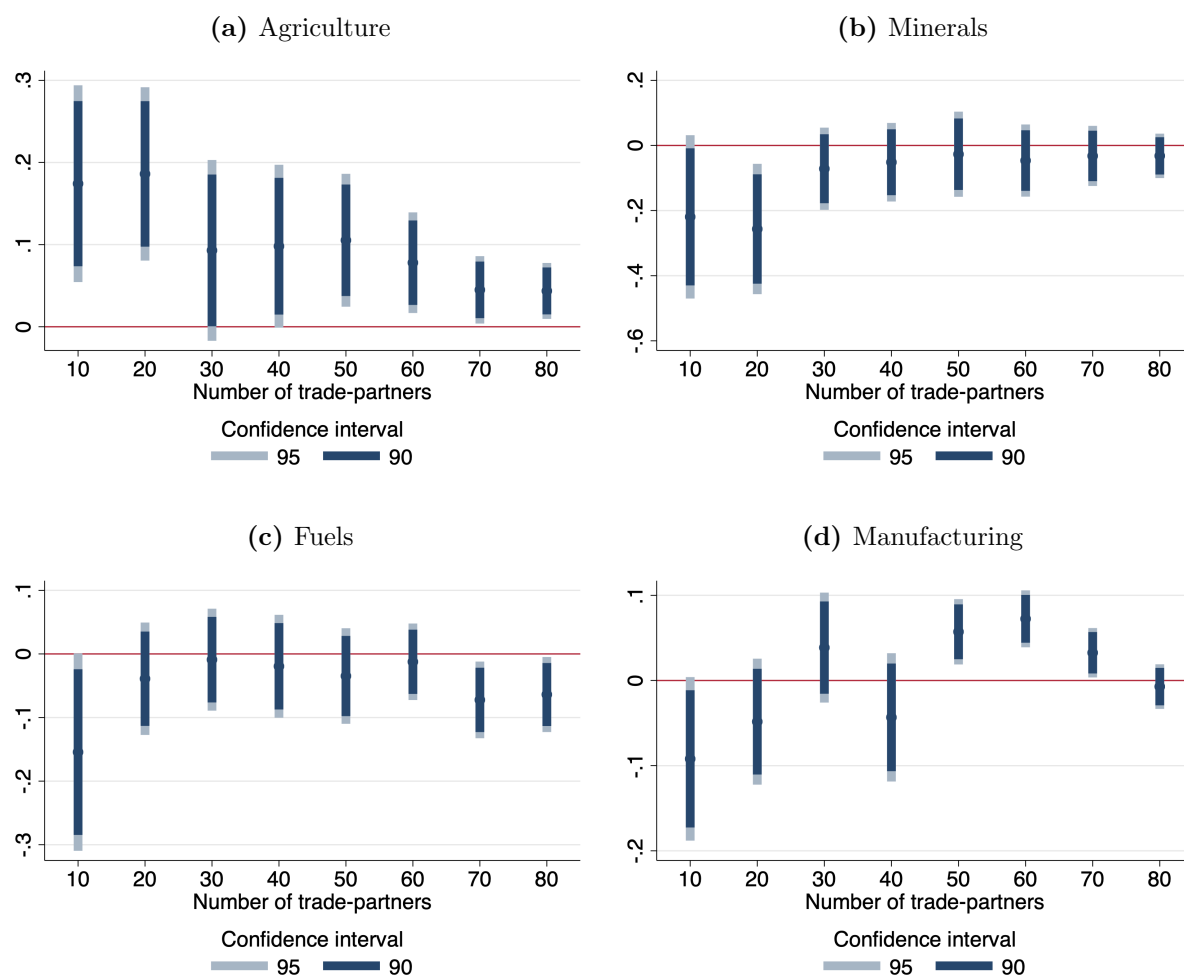 (a) Agriculture
.3
.2
.1
0
10 20 30 40 50 60 70 80
Number of trade-partners
Confidence interval
95 90
(b) Minerals
.2
0
-.2
-.4
-.6
10 20 30 40 50 60 70 80
Number of trade-partners
Confidence interval
95 90
(c) Fuels
.1
0
-.1
-.2
-.3
10 20 30 40 50 60 70 80
Number of trade-partners
Confidence interval
95 90
(d) Manufacturing
.1
0
-.1
-.2
10 20 30 40 50 60 70 80
Number of trade-partners
Confidence interval
95 90